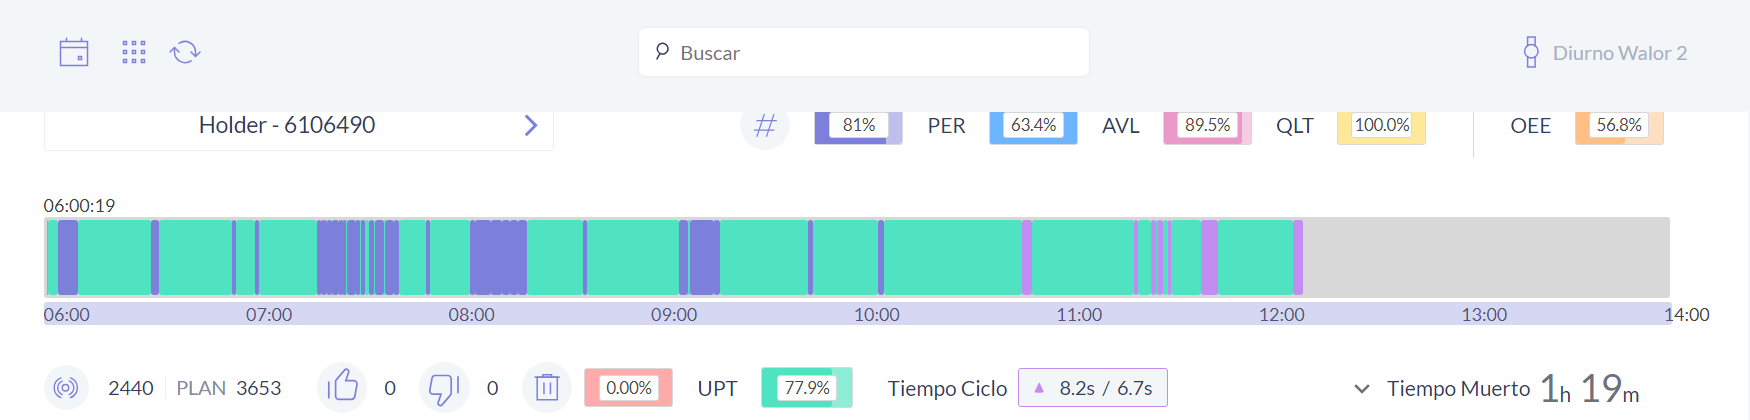 Buscar
Diurno Walor 2
Holder - 6106490
# 81% PER 63.4% AVL 89.5% QLT 100.0% OEE 56.8%
06:00:19
06:00 07:00 08:00 09:00 10:00 11:00 12:00 13:00 14:00
2440 PLAN 3653 0 0 0.00% UPT 77.9% Tiempo Ciclo 8.2s / 6.7s Tiempo Muerto 1h 19m